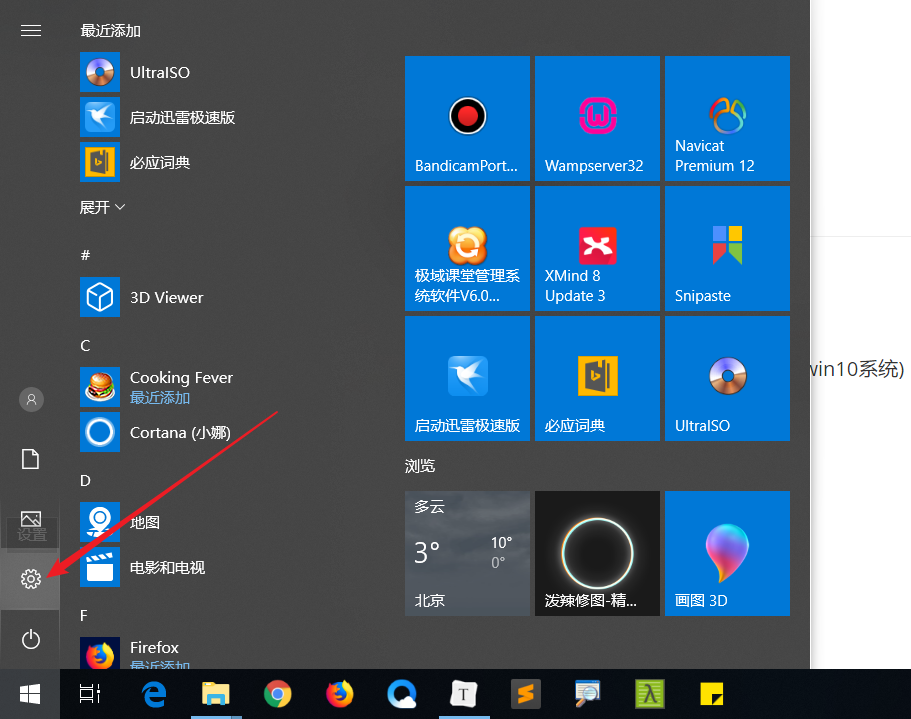 最近添加
UltraISO
启动迅雷极速版
必应词典
展开
#
3D Viewer
C
Cooking Fever
最近添加
Cortana (小娜)
D
地图
电影和电视
F
Firefox
最近添加
设置
BandicamPort...
Wampserver32
Navicat
Premium 12
极域课堂管理系
统软件V6.0...
XMind 8
Update 3
Snipaste
启动迅雷极速版
必应词典
UltraISO
浏览
多云
3°
10°
0°
北京
泼辣修图-精...
画图 3D
win10系统)
T